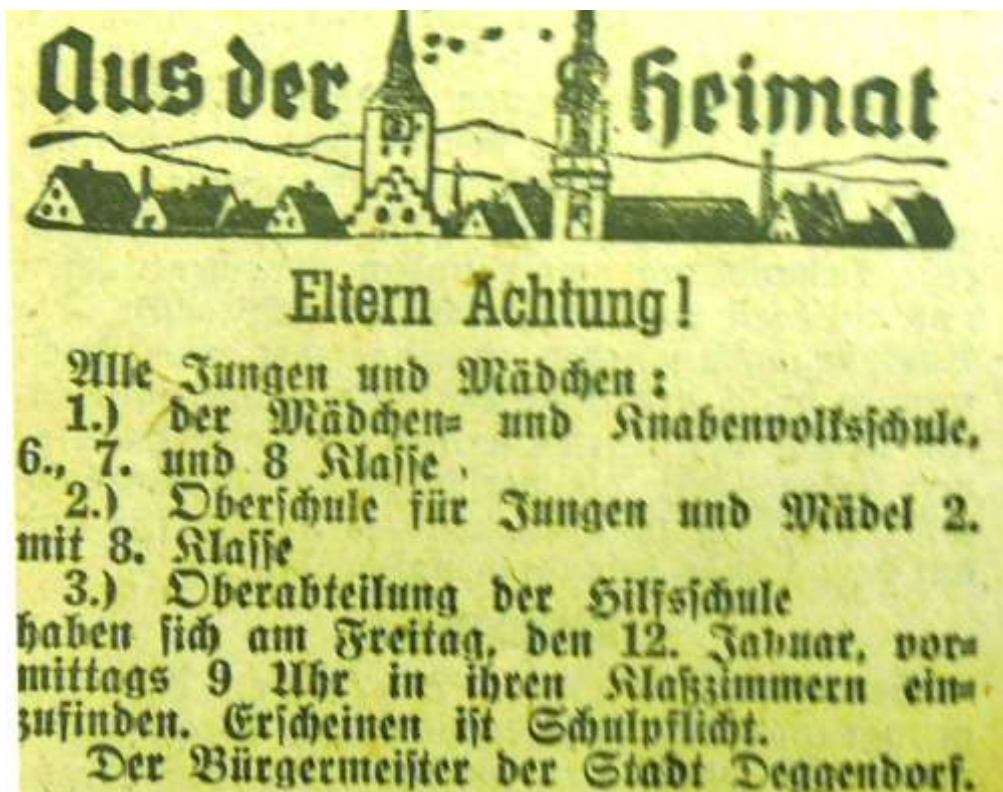 Aus der Heimat
Eltern Achtung!
Alle Jungen und Mädchen:
1.) der Mädchen= und Knabenvolksschule,
6., 7. und 8 Klasse.
2.) Oberschule für Jungen und Mädel 2.
mit 8. Klasse
3.) Oberabteilung der Hilfsschule
haben sich am Freitag, den 12. Januar, vor=
mittags 9 Uhr in ihren Klaßzimmern ein=
zufinden. Erscheinen ist Schulpflicht.
Der Bürgermeister der Stadt Deggendorf.